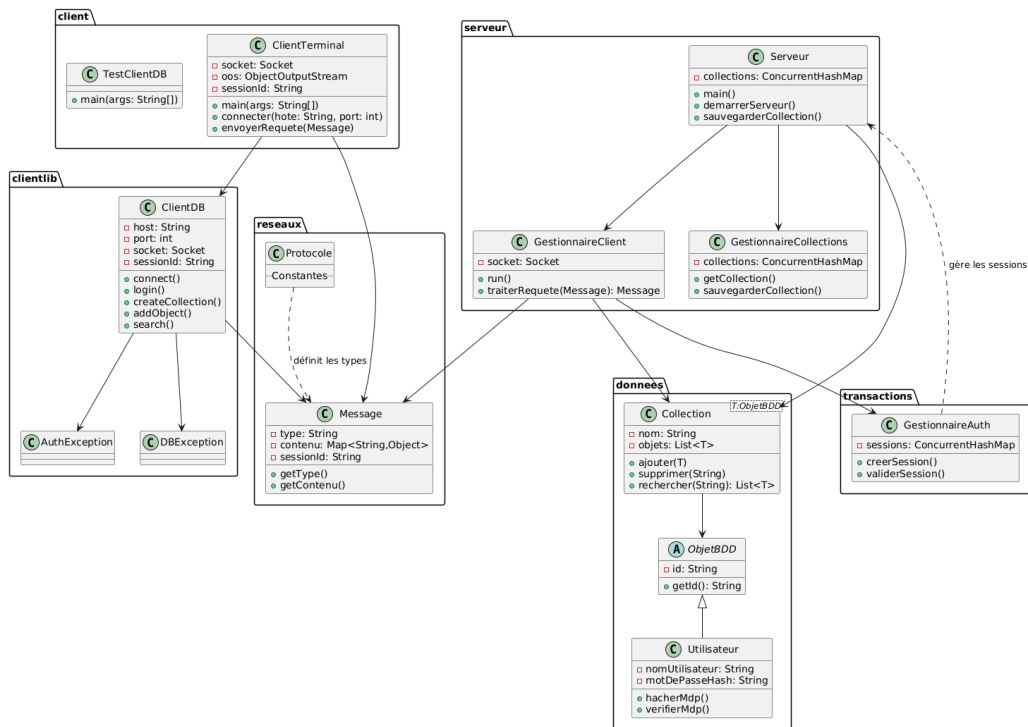 client
C TestClientDB
main(args: String[])
C ClientTerminal
socket: Socket
oos: ObjectOutputStream
sessionId: String
main(args: String[])
connecter(hote: String, port: int)
envoyerRequete(Message)
serveur
C Serveur
collections: ConcurrentHashMap
main()
demarrerServeur()
sauvegarderCollection()
C GestionnaireClient
socket: Socket
run()
traiterRequete(Message): Message
C GestionnaireCollections
collections: ConcurrentHashMap
getCollection()
sauvegarderCollection()
gère les sessions
clientlib
C ClientDB
host: String
port: int
socket: Socket
sessionId: String
connect()
login()
createCollection()
addObject()
search()
C AuthException
C DBException
reseaux
C Protocole
Constantes
définit les types
C Message
type: String
contenu: Map<String,Object>
sessionId: String
getType()
getContenu()
donnees
C Collection
T:ObjetBDD
nom: String
objets: List<T>
ajouter(T)
supprimer(String)
rechercher(String): List<T>
A ObjetBDD
id: String
getId(): String
C Utilisateur
nomUtilisateur: String
motDePasseHash: String
hacherMdp()
verifierMdp()
transactions
C GestionnaireAuth
sessions: ConcurrentHashMap
creerSession()
validerSession()